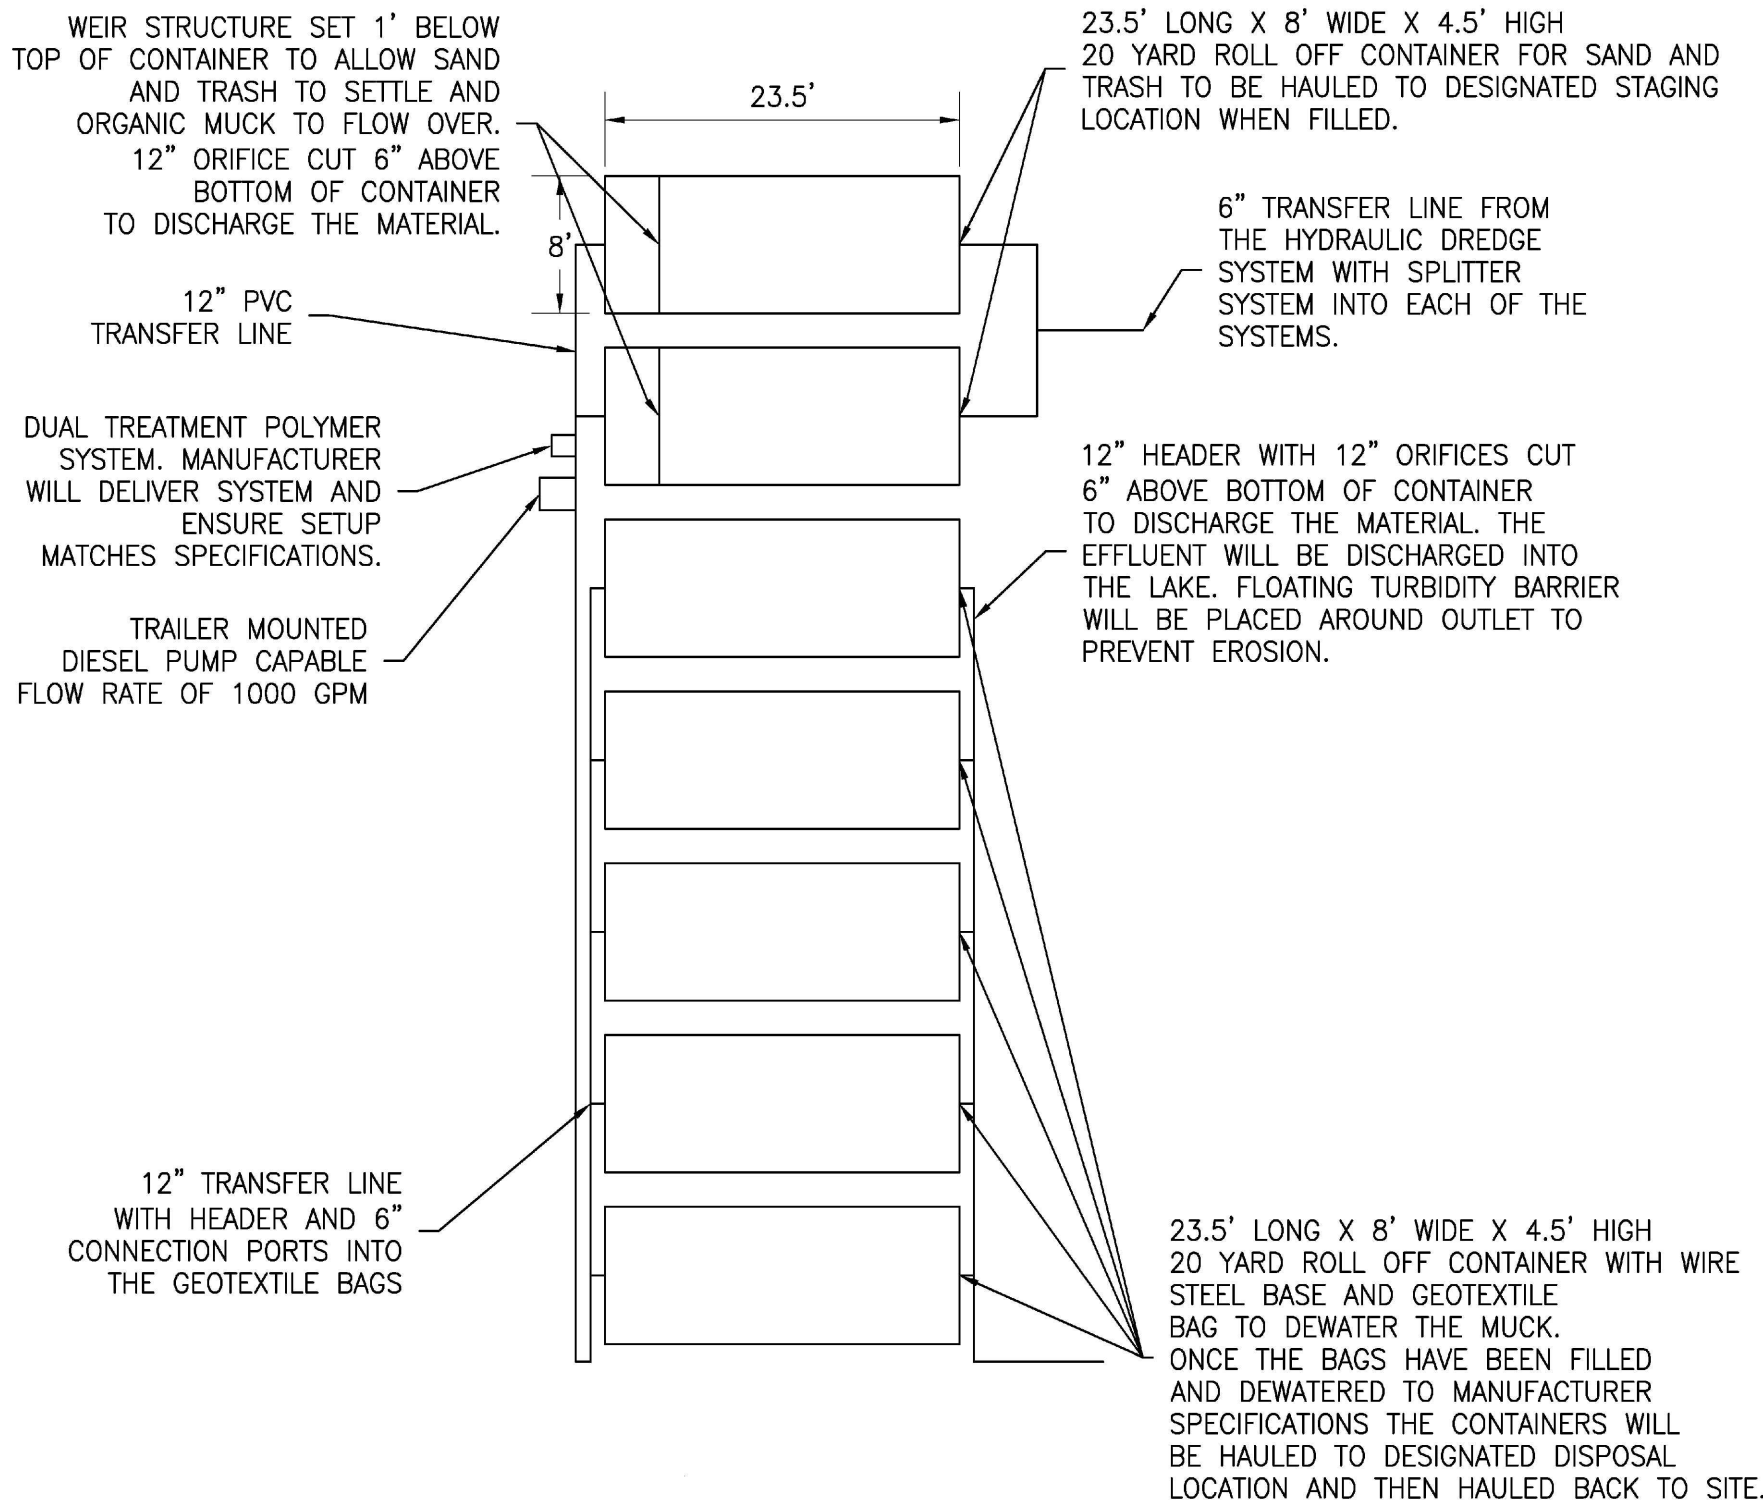 WEIR STRUCTURE SET 1' BELOW
TOP OF CONTAINER TO ALLOW SAND
AND TRASH TO SETTLE AND
ORGANIC MUCK TO FLOW OVER.
12" ORIFICE CUT 6" ABOVE
BOTTOM OF CONTAINER
TO DISCHARGE THE MATERIAL.
23.5'
8'
23.5' LONG X 8' WIDE X 4.5' HIGH
20 YARD ROLL OFF CONTAINER FOR SAND AND
TRASH TO BE HAULED TO DESIGNATED STAGING
LOCATION WHEN FILLED.
6" TRANSFER LINE FROM
THE HYDRAULIC DREDGE
SYSTEM WITH SPLITTER
SYSTEM INTO EACH OF THE
SYSTEMS.
12" PVC
TRANSFER LINE
DUAL TREATMENT POLYMER
SYSTEM. MANUFACTURER
WILL DELIVER SYSTEM AND
ENSURE SETUP
MATCHES SPECIFICATIONS.
12" HEADER WITH 12" ORIFICES CUT
6" ABOVE BOTTOM OF CONTAINER
TO DISCHARGE THE MATERIAL. THE
EFFLUENT WILL BE DISCHARGED INTO
THE LAKE. FLOATING TURBIDITY BARRIER
WILL BE PLACED AROUND OUTLET TO
PREVENT EROSION.
TRAILER MOUNTED
DIESEL PUMP CAPABLE
FLOW RATE OF 1000 GPM
12" TRANSFER LINE
WITH HEADER AND 6"
CONNECTION PORTS INTO
THE GEOTEXTILE BAGS
23.5' LONG X 8' WIDE X 4.5' HIGH
20 YARD ROLL OFF CONTAINER WITH WIRE
STEEL BASE AND GEOTEXTILE
BAG TO DEWATER THE MUCK.
ONCE THE BAGS HAVE BEEN FILLED
AND DEWATERED TO MANUFACTURER
SPECIFICATIONS THE CONTAINERS WILL
BE HAULED TO DESIGNATED DISPOSAL
LOCATION AND THEN HAULED BACK TO SITE.